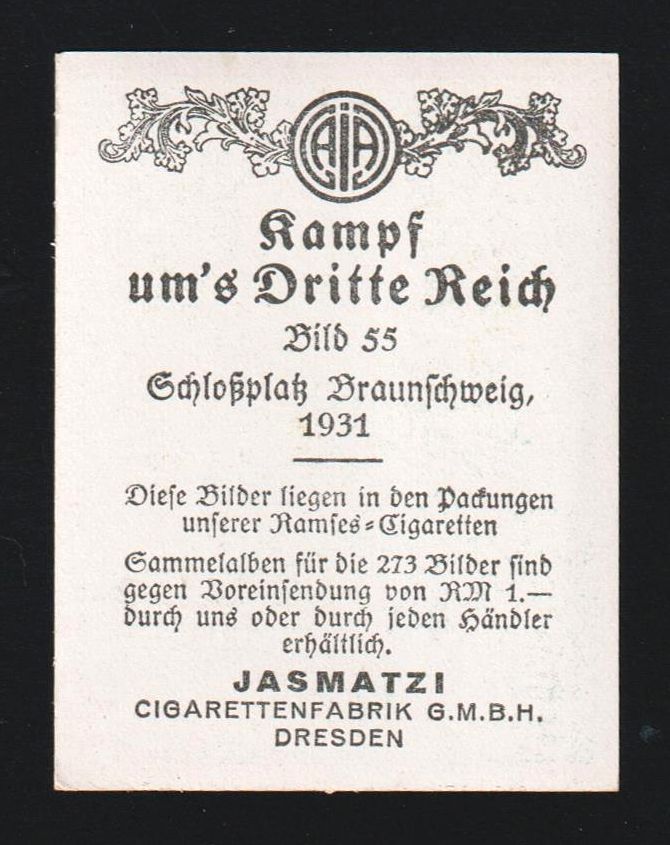 AJA
Kampf
um's Dritte Reich
Bild 55
Schloßplatz Braunschweig,
1931
Diese Bilder liegen in den Packungen
unserer Ramses-Cigaretten
Sammelalben für die 273 Bilder sind
gegen Voreinsendung von RM 1.—
durch uns oder durch jeden Händler
erhältlich.
JASMATZI
CIGARETTENFABRIK G.M.B.H.
DRESDEN